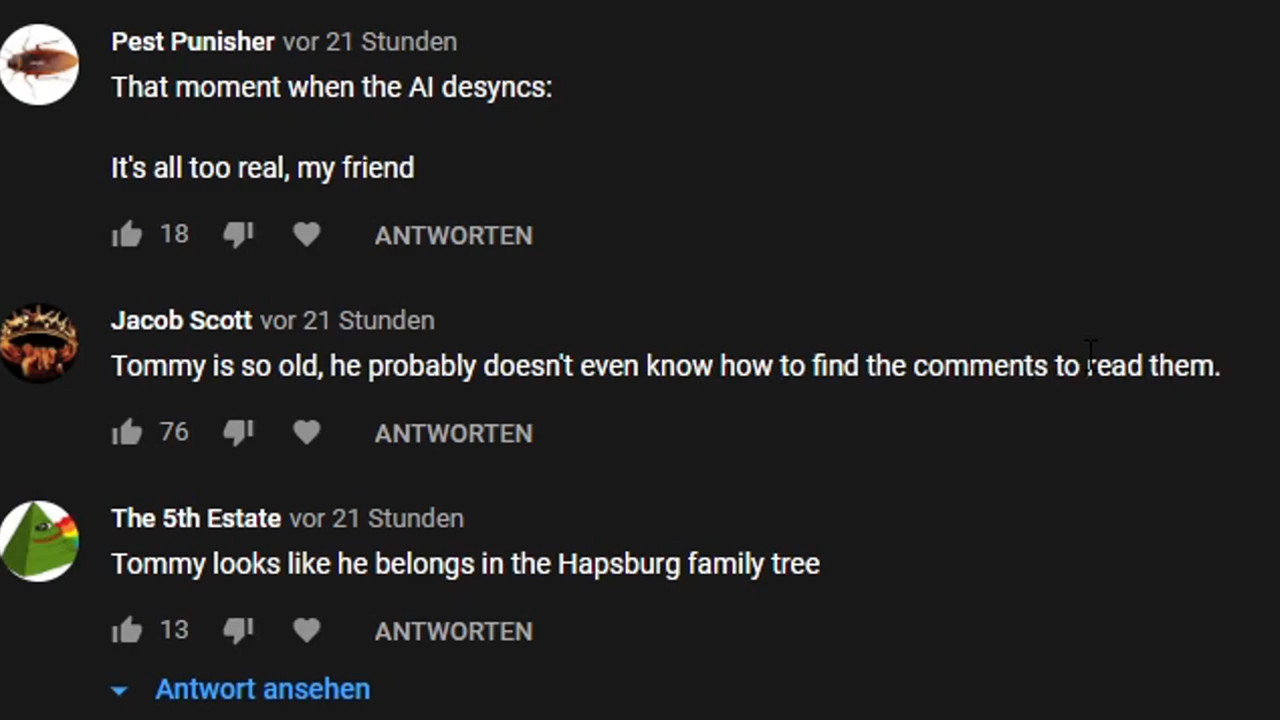 Pest Punisher vor 21 Stunden
That moment when the AI desyncs:
It's all too real, my friend
18 ANTWORTEN
Jacob Scott vor 21 Stunden
Tommy is so old, he probably doesn't even know how to find the comments to read them.
76 ANTWORTEN
The 5th Estate vor 21 Stunden
Tommy looks like he belongs in the Hapsburg family tree
13 ANTWORTEN
Antwort ansehen